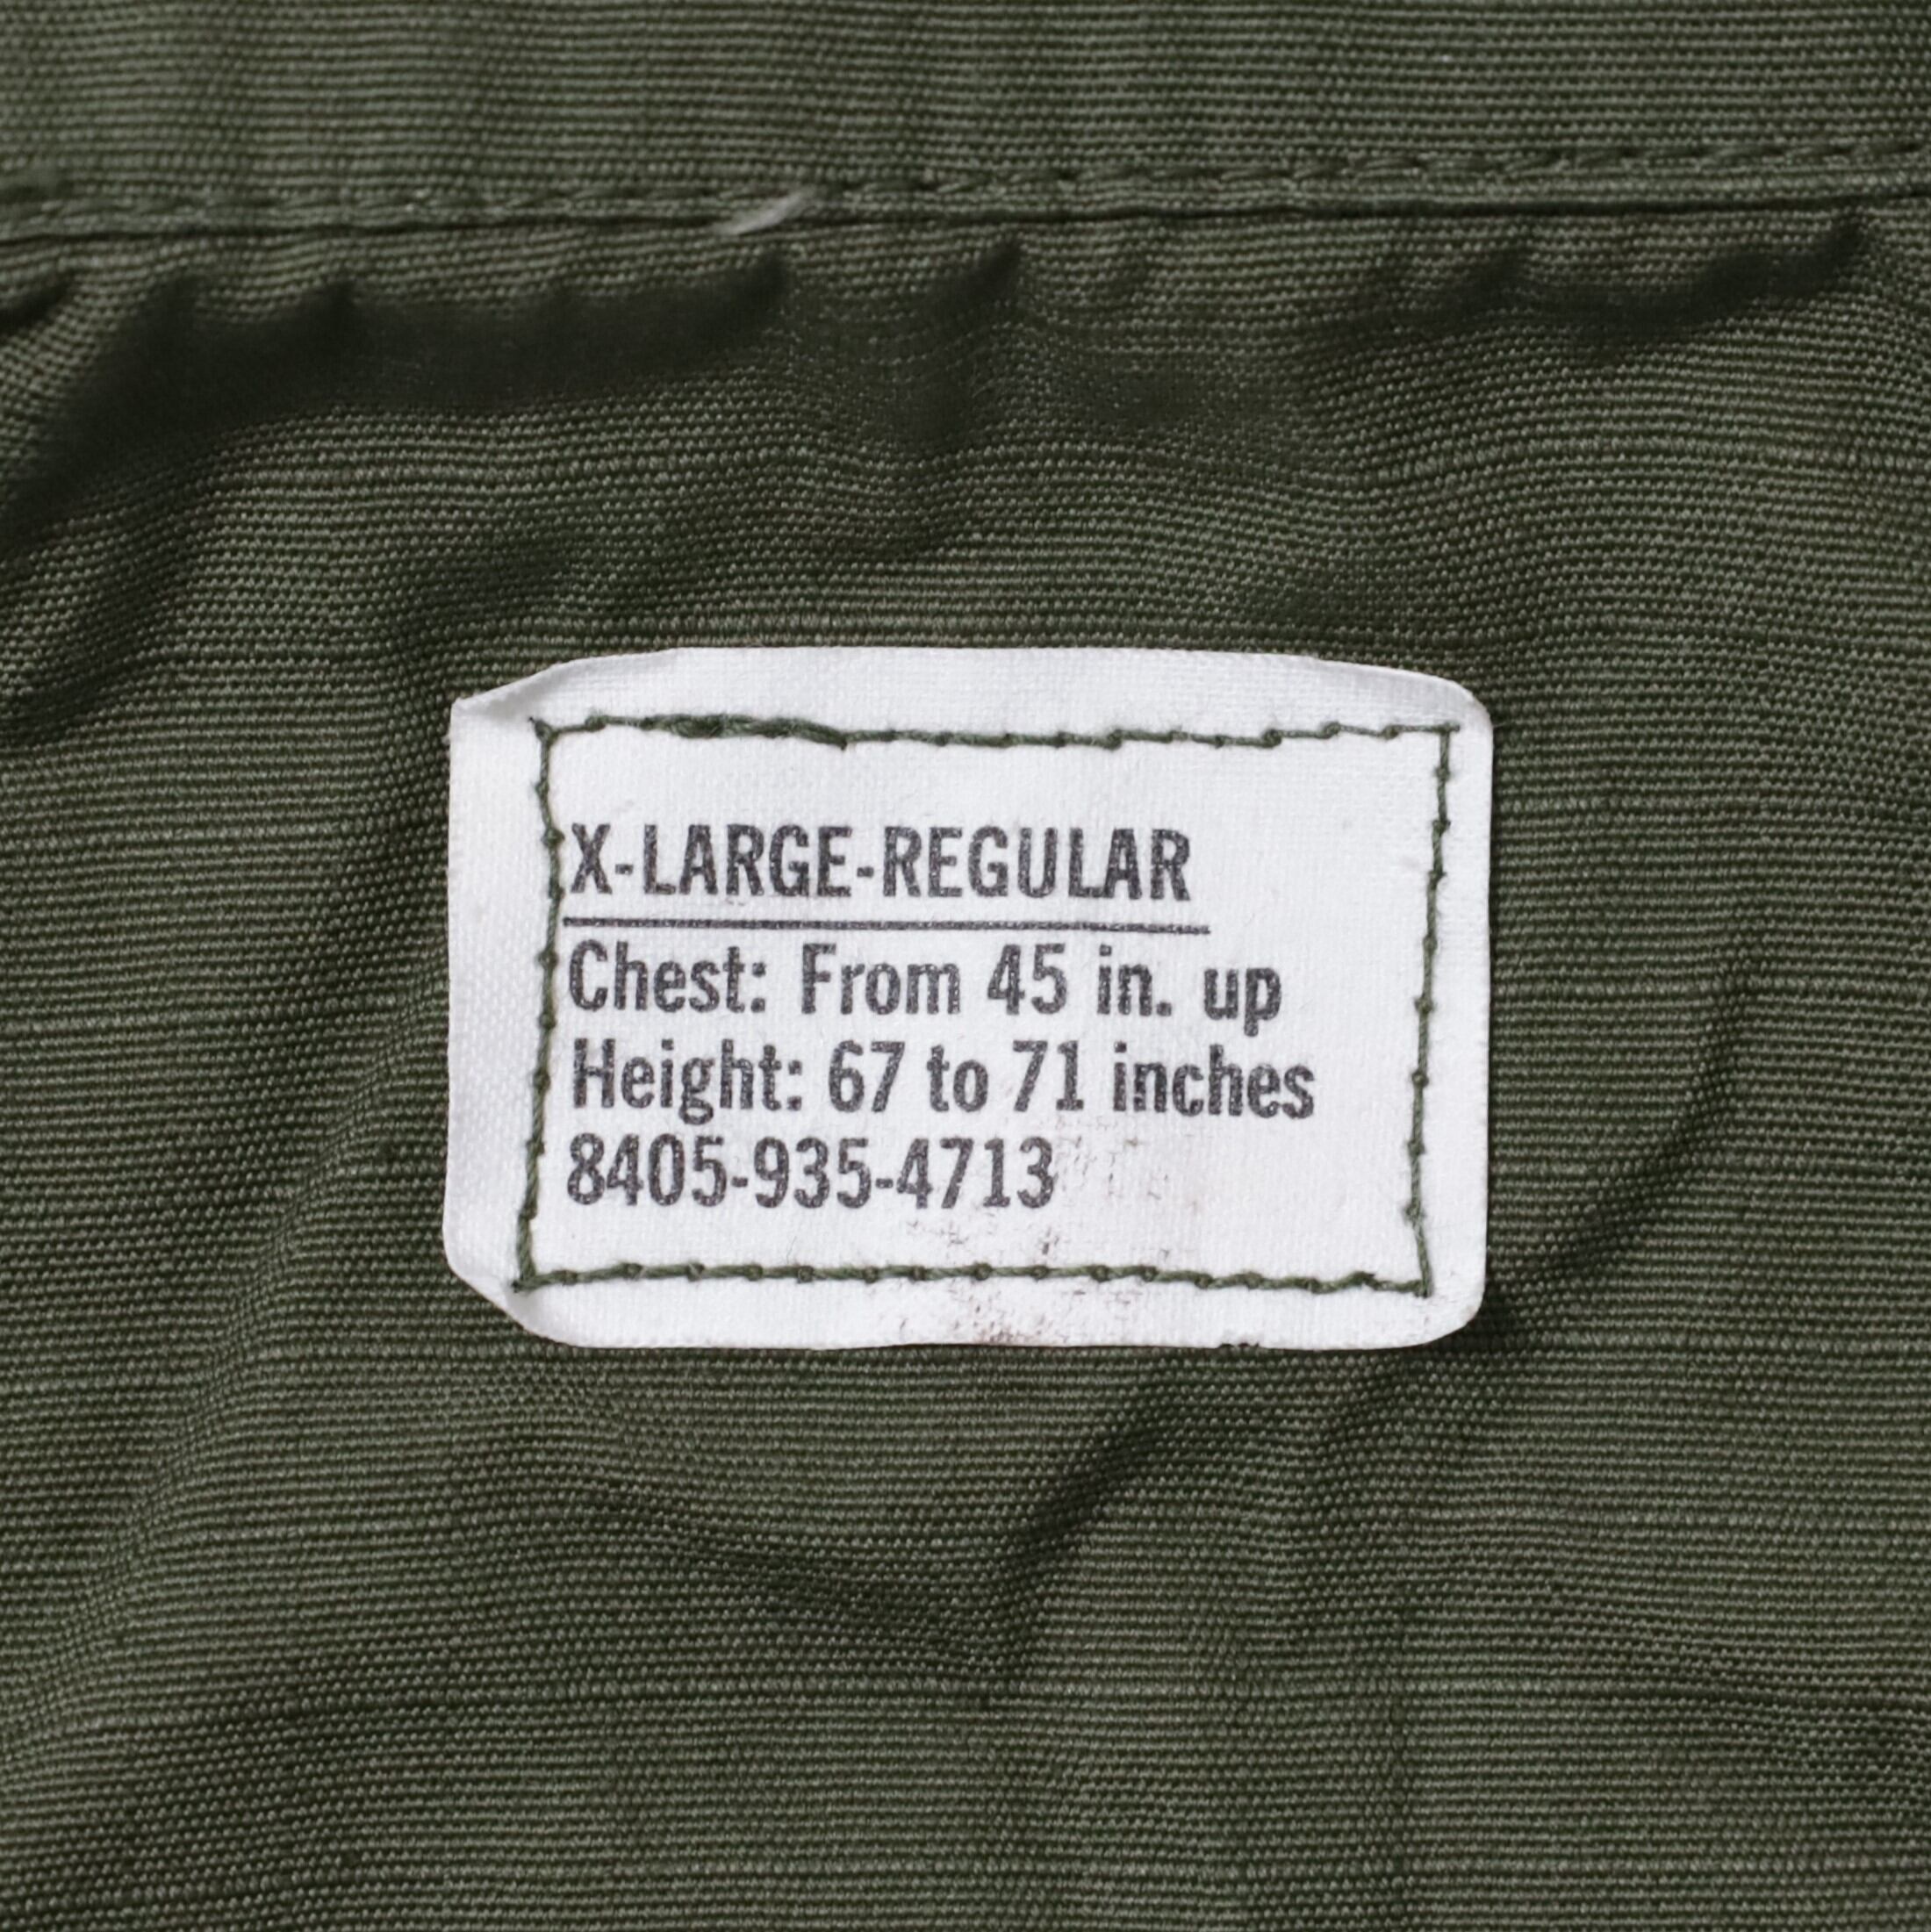 X-LARGE-REGULAR
Chest: From 45 in. up
Height: 67 to 71 inches
8405-935-4713